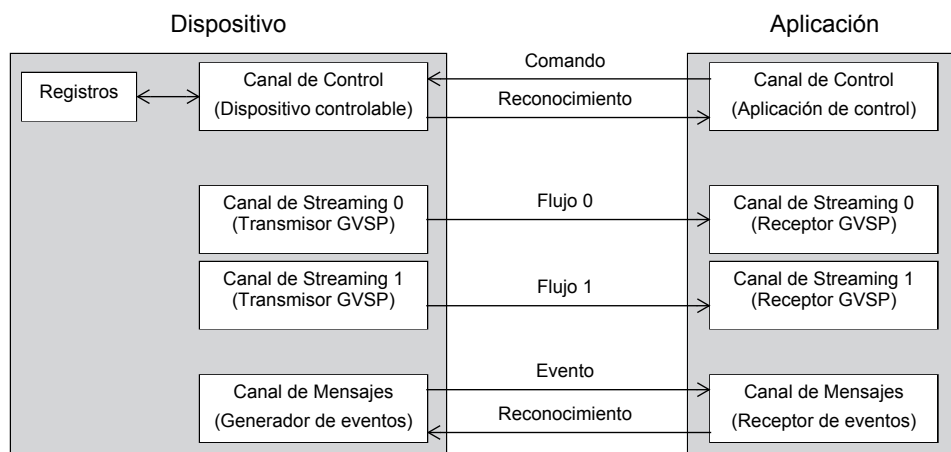 Dispositivo
Aplicación
Registros
Canal de Control
(Dispositivo controlable)
Comando
Reconocimiento
Canal de Control
(Aplicación de control)
Canal de Streaming 0
(Transmisor GVSP)
Flujo 0
Canal de Streaming 0
(Receptor GVSP)
Canal de Streaming 1
(Transmisor GVSP)
Flujo 1
Canal de Streaming 1
(Receptor GVSP)
Canal de Mensajes
(Generador de eventos)
Evento
Reconocimiento
Canal de Mensajes
(Receptor de eventos)